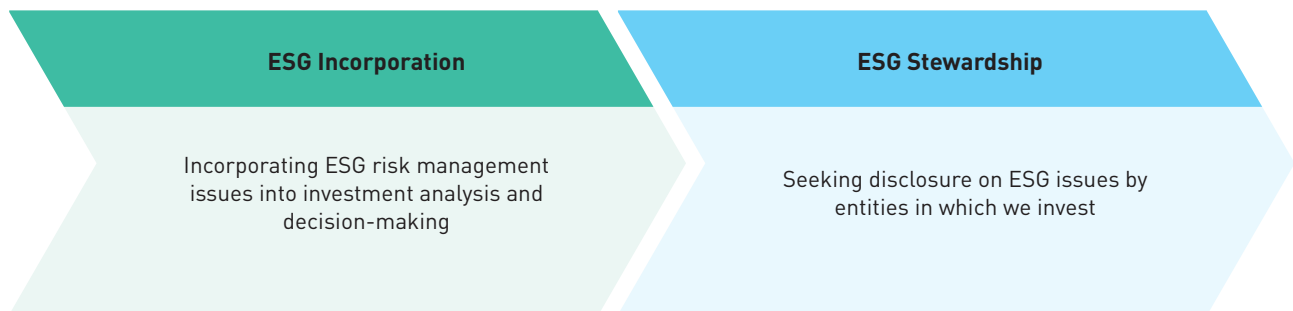 ESG Incorporation
Incorporating ESG risk management
issues into investment analysis and
decision-making
ESG Stewardship
Seeking disclosure on ESG issues by
entities in which we invest